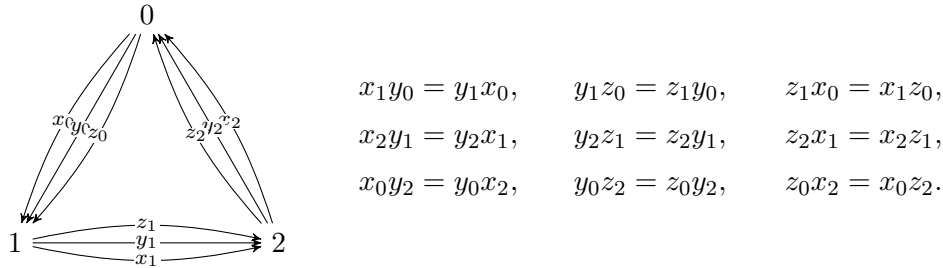 0
x₀ y₀ z₀ z₂ y₂ x₂
z₁
1 y₁ 2
x₁
x₁y₀ = y₁x₀, y₁z₀ = z₁y₀, z₁x₀ = x₁z₀,
x₂y₁ = y₂x₁, y₂z₁ = z₂y₁, z₂x₁ = x₂z₁,
x₀y₂ = y₀x₂, y₀z₂ = z₀y₂, z₀x₂ = x₀z₂.